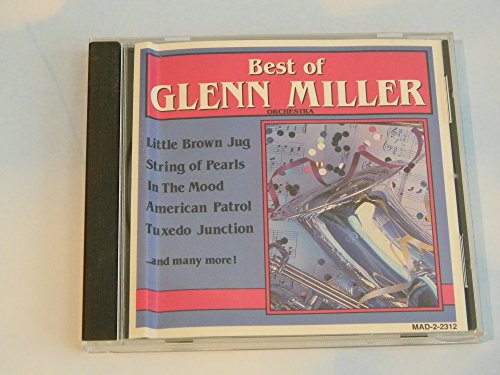 Best of
GLENN MILLER
ORCHESTRA
Little Brown Jug
String of Pearls
In The Mood
American Patrol
Tuxedo Junction
...and many more!
MAD-2-2312